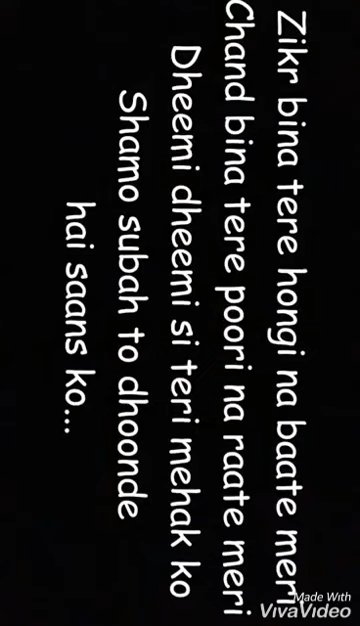 Zikr bina tere hongi na baate meri
Chand bina tere poori na raate meri
Dheemi dheemi si teri mehak ko
Shamo subah to dhoonde
hai saans ko...
Made With
VivaVideo